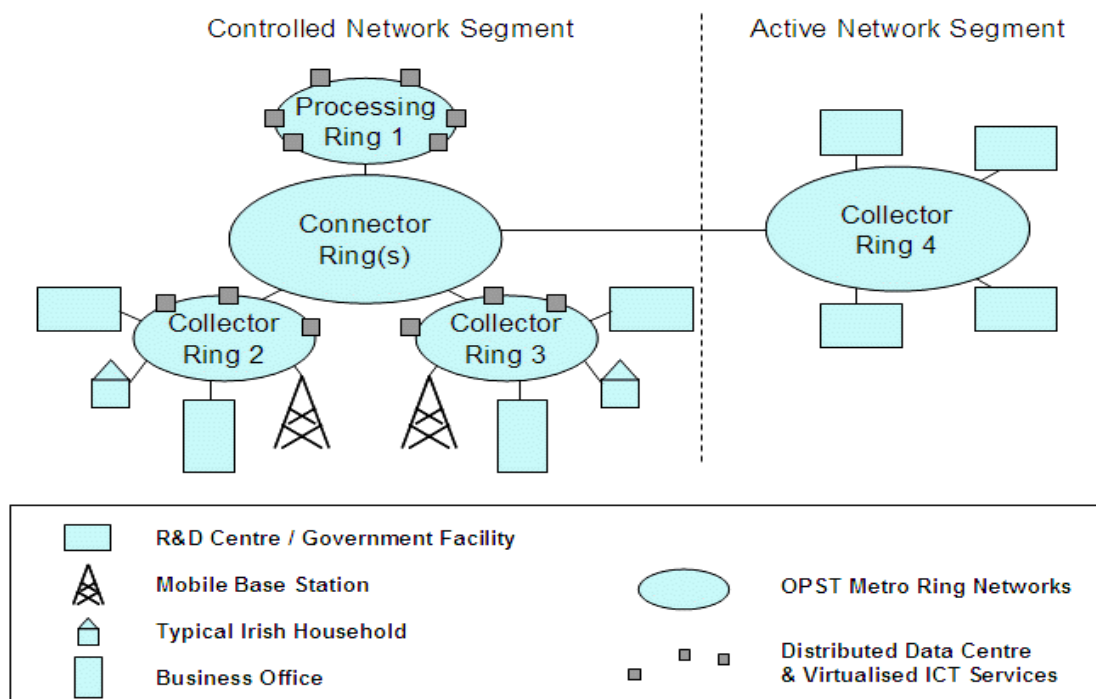 Controlled Network Segment
Active Network Segment
Processing
Ring 1
Connector
Ring(s)
Collector
Ring 4
Collector
Ring 2
Collector
Ring 3
R&D Centre / Government Facility
Mobile Base Station
Typical Irish Household
Business Office
OPST Metro Ring Networks
Distributed Data Centre
& Virtualised ICT Services